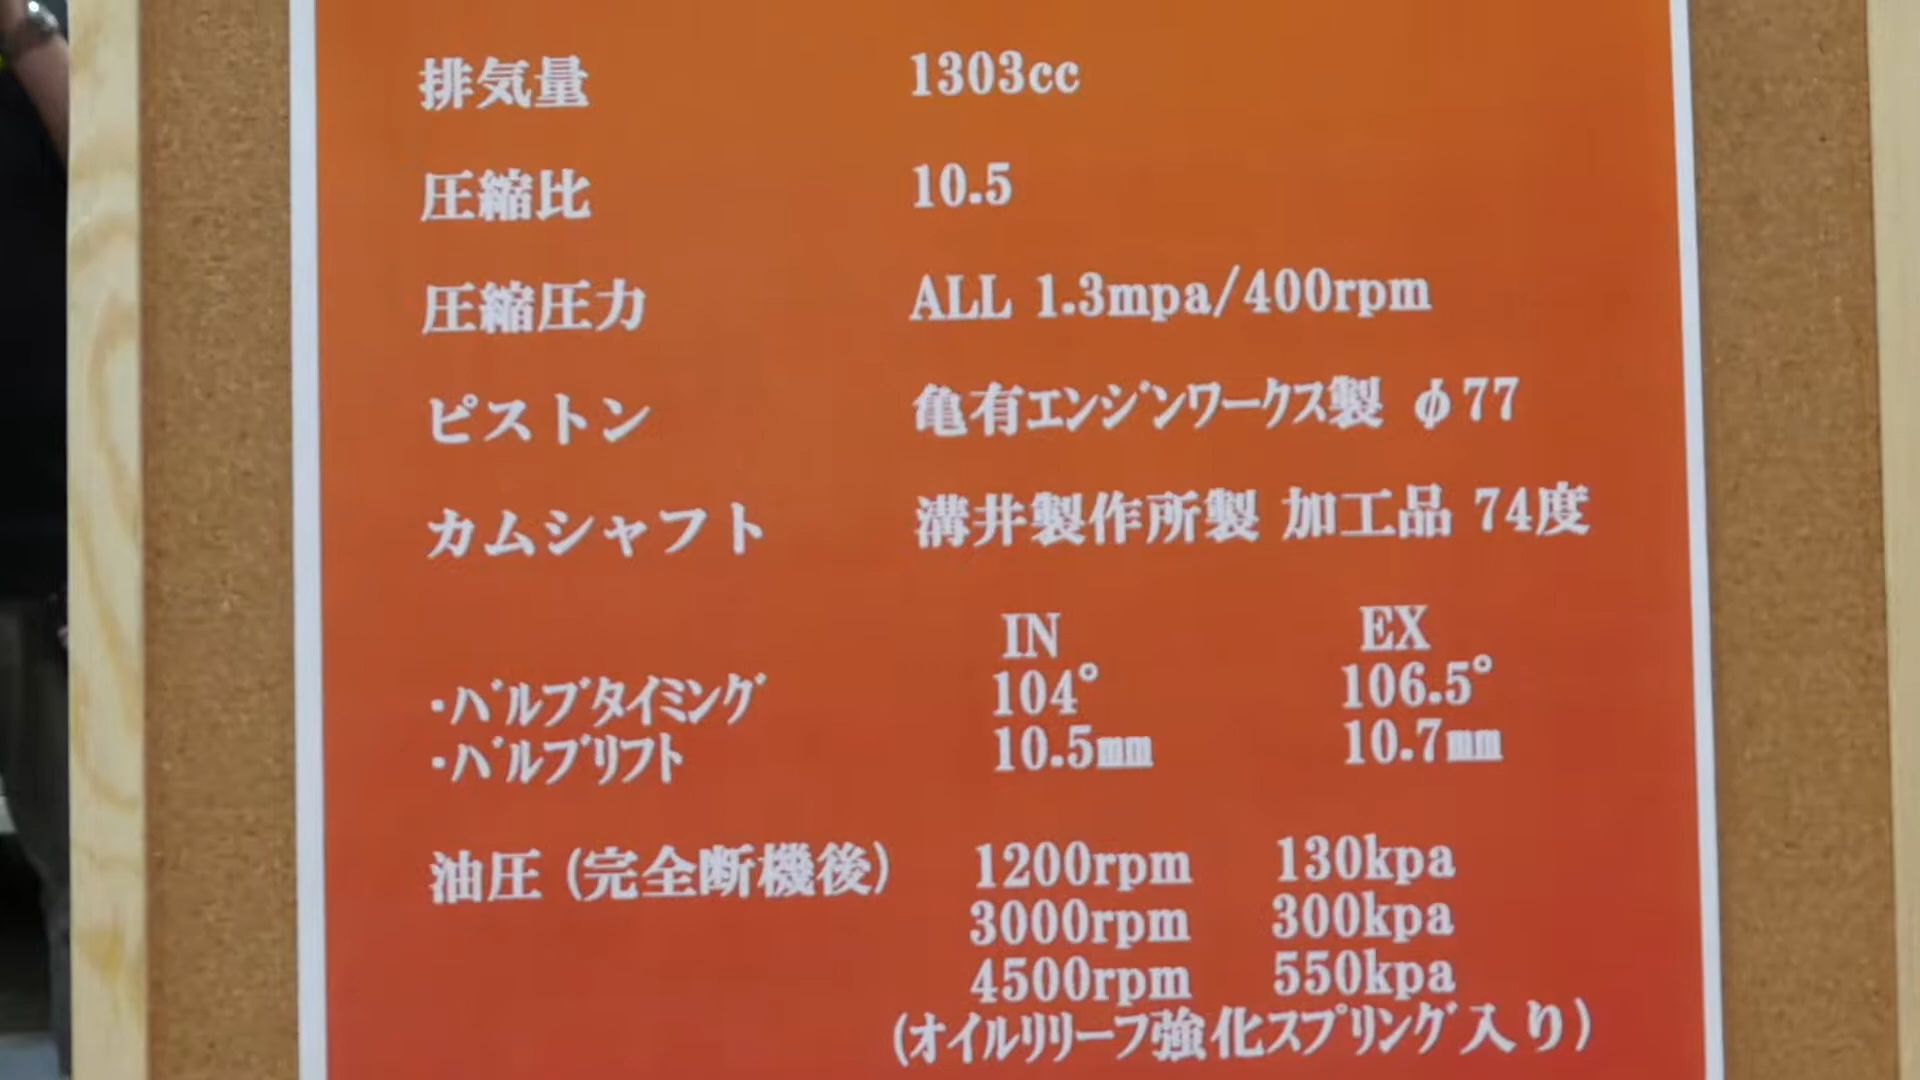 排気量 1303cc
圧縮比 10.5
圧縮圧力 ALL 1.3mpa/400rpm
ピストン 亀有ｴﾝｼﾞﾝﾜｰｸｽ製 φ77
カムシャフト 溝井製作所製 加工品 74度
IN EX
・ﾊﾞﾙﾌﾞﾀｲﾐﾝｸﾞ 104° 106.5°
・ﾊﾞﾙﾌﾞﾘﾌﾄ 10.5㎜ 10.7㎜
油圧 (完全断機後) 1200rpm 130kpa
3000rpm 300kpa
4500rpm 550kpa
(ｵｲﾙﾘﾘｰﾌ強化ｽﾌﾟﾘﾝｸﾞ入り)